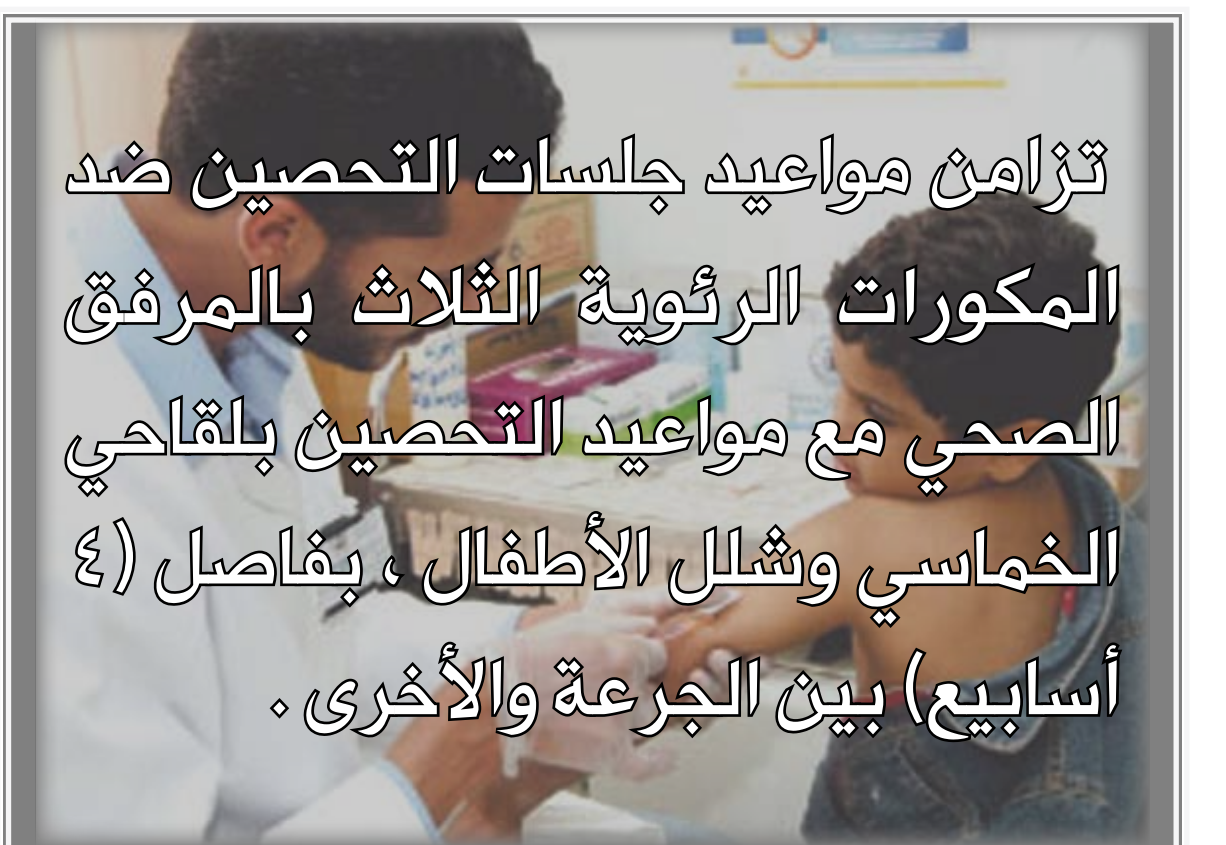 تزامن مواعيد جلسات التحصين ضد
المكورات الرئوية الثلاث بالمرفق
الصحي مع مواعيد التحصين بلقاحي
الخماسي وشلل الأطفال ، بفاصل (٤
أسابيع) بين الجرعة والأخرى .